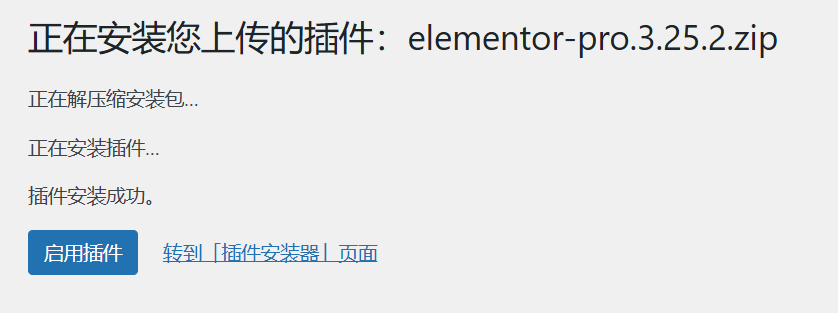 正在安装您上传的插件：elementor-pro.3.25.2.zip
正在解压缩安装包…
正在安装插件…
插件安装成功。
启用插件 转到「插件安装器」页面